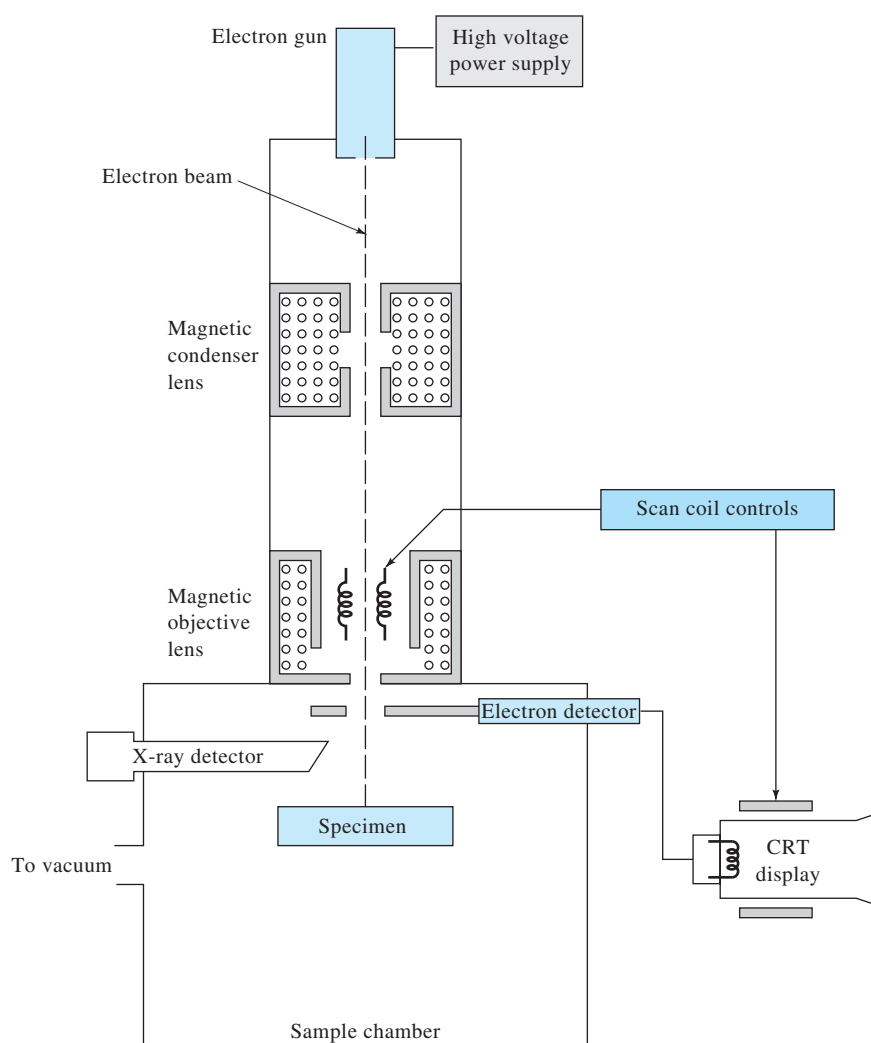 Electron gun
High voltage
power supply
Electron beam
Magnetic
condenser
lens
Scan coil controls
Magnetic
objective
lens
Electron detector
X-ray detector
Specimen
To vacuum
CRT
display
Sample chamber